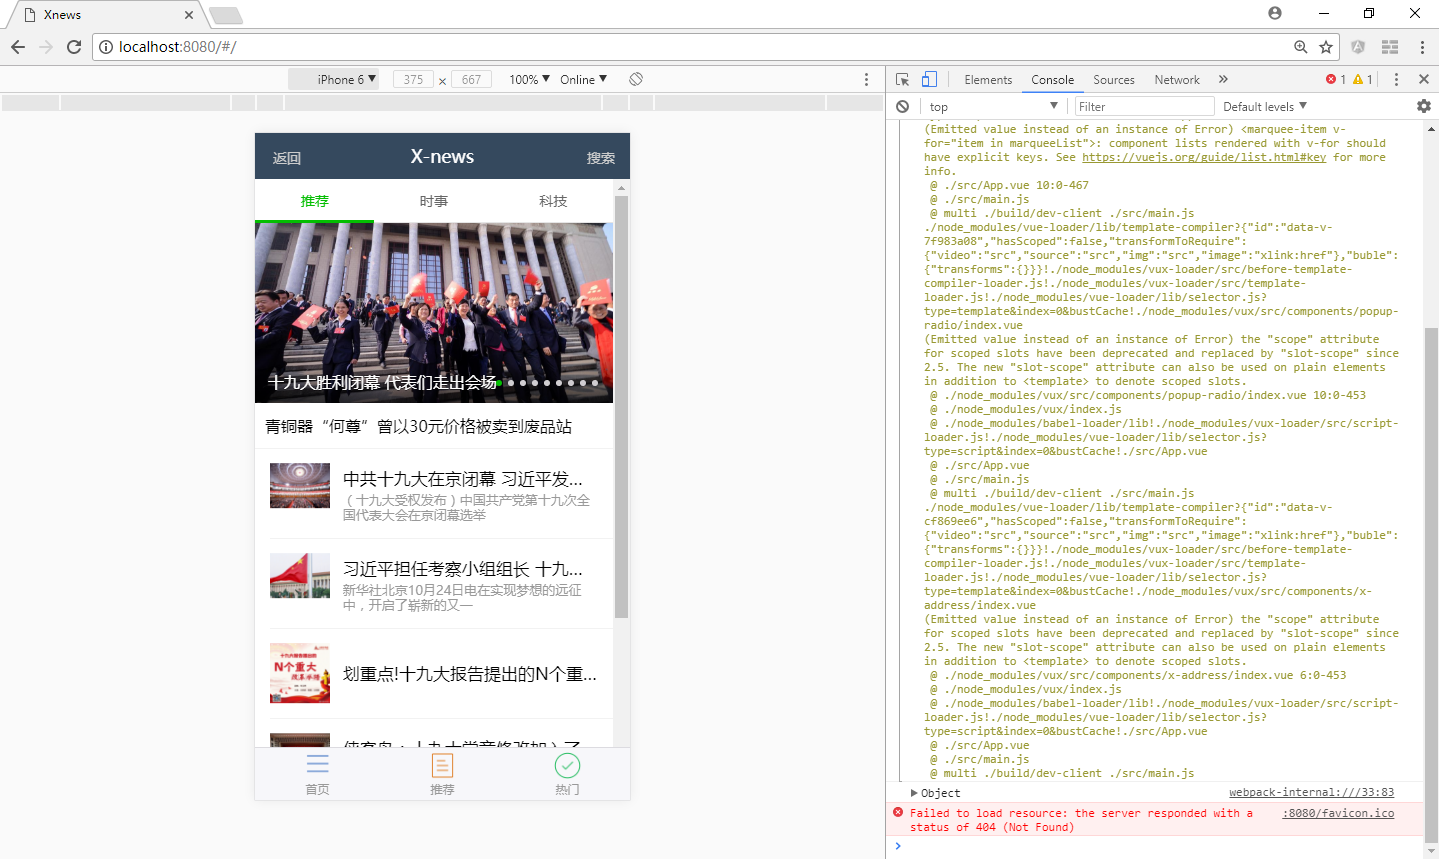 Xnews
localhost:8080/#/
iPhone 6 ▼ 375 × 667 100% ▼ Online ▼
Elements Console Sources Network » 1 1
top ▼ Filter Default levels ▼
返回 X-news 搜索
推荐 时事 科技
十九大胜利闭幕 代表们走出会场
青铜器“何尊”曾以30元价格被卖到废品站
中共十九大在京闭幕 习近平发...
（十九大受权发布）中国共产党第十九次全
国代表大会在京闭幕选举
习近平担任考察小组组长 十九...
新华社北京10月24日电在实现梦想的远征
中，开启了崭新的又一
N个重大
划重点!十九大报告提出的N个重...
首页 推荐 热门
(Emitted value instead of an instance of Error) <marquee-item v-
for="item in marqueeList">: component lists rendered with v-for should
have explicit keys. See https://vuejs.org/guide/list.html#key for more
info.
@ ./src/App.vue 10:0-467
@ ./src/main.js
@ multi ./build/dev-client ./src/main.js
./node_modules/vue-loader/lib/template-compiler?{"id":"data-v-
7f983a08","hasScoped":false,"transformToRequire":
{"video":"src","source":"src","img":"src","image":"xlink:href"},"buble":
{"transforms":{}}}!./node_modules/vux-loader/src/before-template-
compiler-loader.js!./node_modules/vux-loader/src/template-
loader.js!./node_modules/vue-loader/lib/selector.js?
type=template&index=0&bustCache!./node_modules/vux/src/components/popup-
radio/index.vue
(Emitted value instead of an instance of Error) the "scope" attribute
for scoped slots have been deprecated and replaced by "slot-scope" since
2.5. The new "slot-scope" attribute can also be used on plain elements
in addition to <template> to denote scoped slots.
@ ./node_modules/vux/src/components/popup-radio/index.vue 10:0-453
@ ./node_modules/vux/index.js
@ ./node_modules/babel-loader/lib!./node_modules/vux-loader/src/script-
loader.js!./node_modules/vue-loader/lib/selector.js?
type=script&index=0&bustCache!./src/App.vue
@ ./src/App.vue
@ ./src/main.js
@ multi ./build/dev-client ./src/main.js
./node_modules/vue-loader/lib/template-compiler?{"id":"data-v-
cf869ee6","hasScoped":false,"transformToRequire":
{"video":"src","source":"src","img":"src","image":"xlink:href"},"buble":
{"transforms":{}}}!./node_modules/vux-loader/src/before-template-
compiler-loader.js!./node_modules/vux-loader/src/template-
loader.js!./node_modules/vue-loader/lib/selector.js?
type=template&index=0&bustCache!./node_modules/vux/src/components/x-
address/index.vue
(Emitted value instead of an instance of Error) the "scope" attribute
for scoped slots have been deprecated and replaced by "slot-scope" since
2.5. The new "slot-scope" attribute can also be used on plain elements
in addition to <template> to denote scoped slots.
@ ./node_modules/vux/src/components/x-address/index.vue 6:0-453
@ ./node_modules/vux/index.js
@ ./node_modules/babel-loader/lib!./node_modules/vux-loader/src/script-
loader.js!./node_modules/vue-loader/lib/selector.js?
type=script&index=0&bustCache!./src/App.vue
@ ./src/App.vue
@ ./src/main.js
@ multi ./build/dev-client ./src/main.js
▶Object webpack-internal:///33:83
Failed to load resource: the server responded with a :8080/favicon.ico
status of 404 (Not Found)